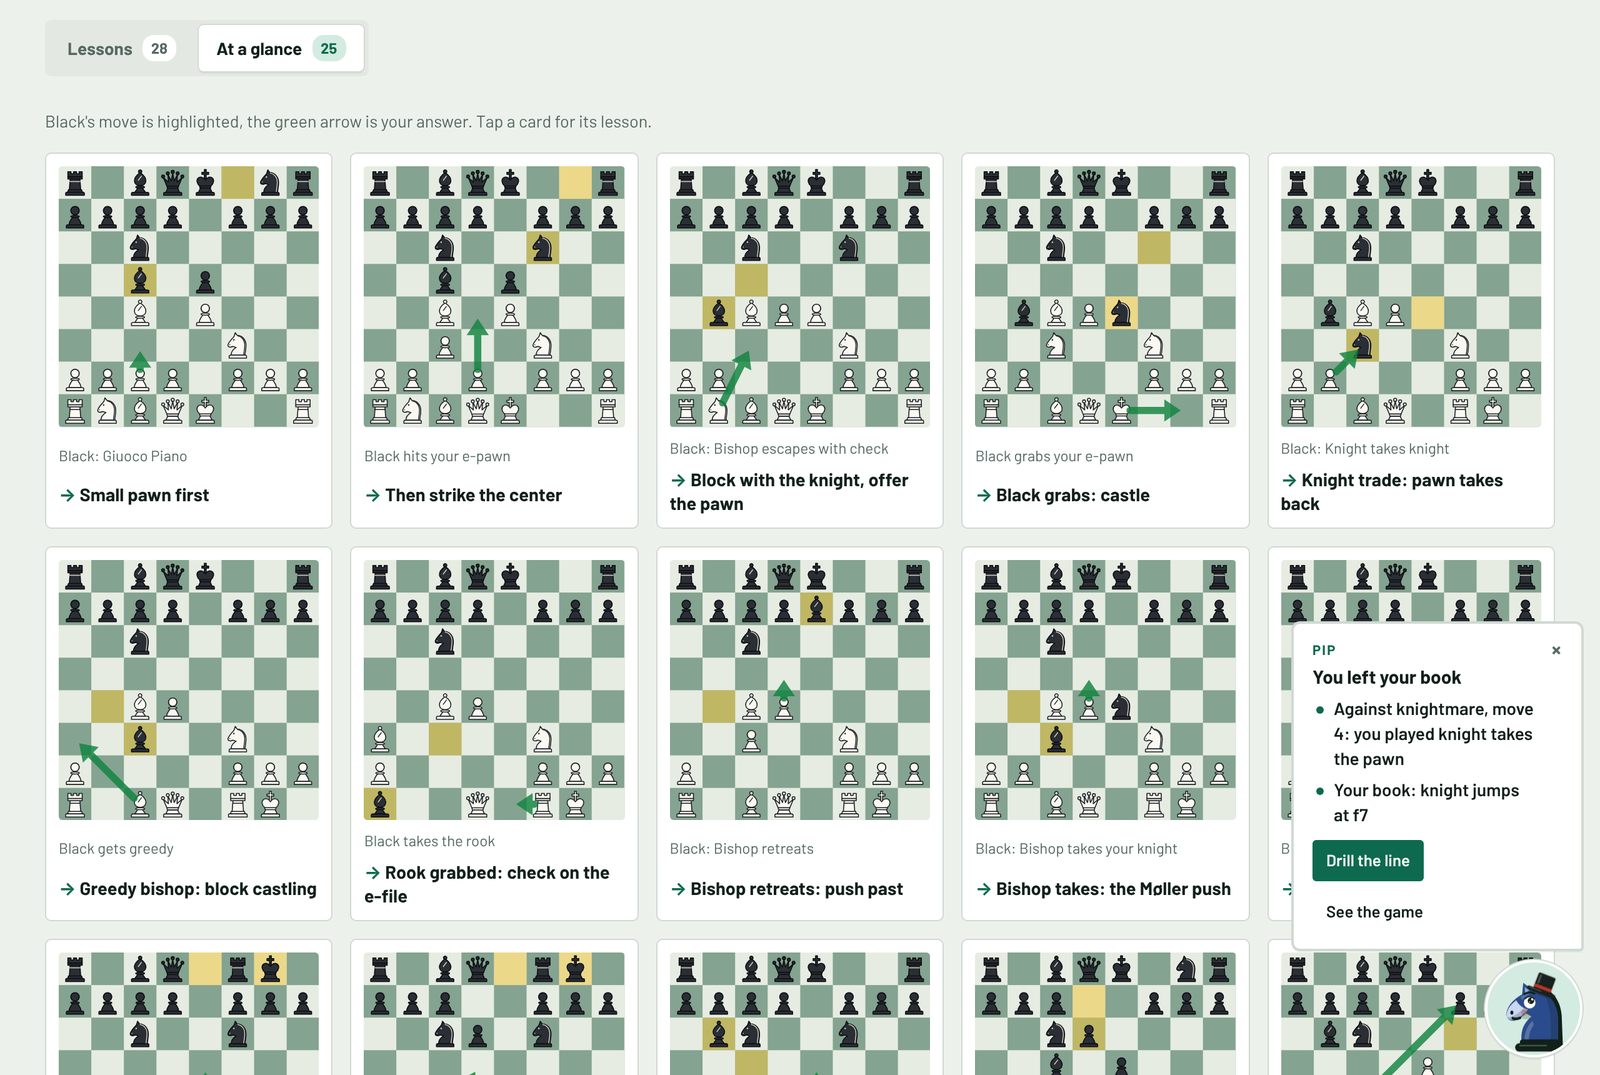 Lessons 28
At a glance 25
Black's move is highlighted, the green arrow is your answer. Tap a card for its lesson.
Black: Giuoco Piano
→ Small pawn first
Black hits your e-pawn
→ Then strike the center
Black: Bishop escapes with check
→ Block with the knight, offer
the pawn
Black grabs your e-pawn
→ Black grabs: castle
Black: Knight takes knight
→ Knight trade: pawn takes
back
Black gets greedy
→ Greedy bishop: block castling
Black takes the rook
→ Rook grabbed: check on the
e-file
Black: Bishop retreats
→ Bishop retreats: push past
Black: Bishop takes your knight
→ Bishop takes: the Møller push
B
→
PIP
×
You left your book
Against knightmare, move
4: you played knight takes
the pawn
Your book: knight jumps
at f7
Drill the line
See the game